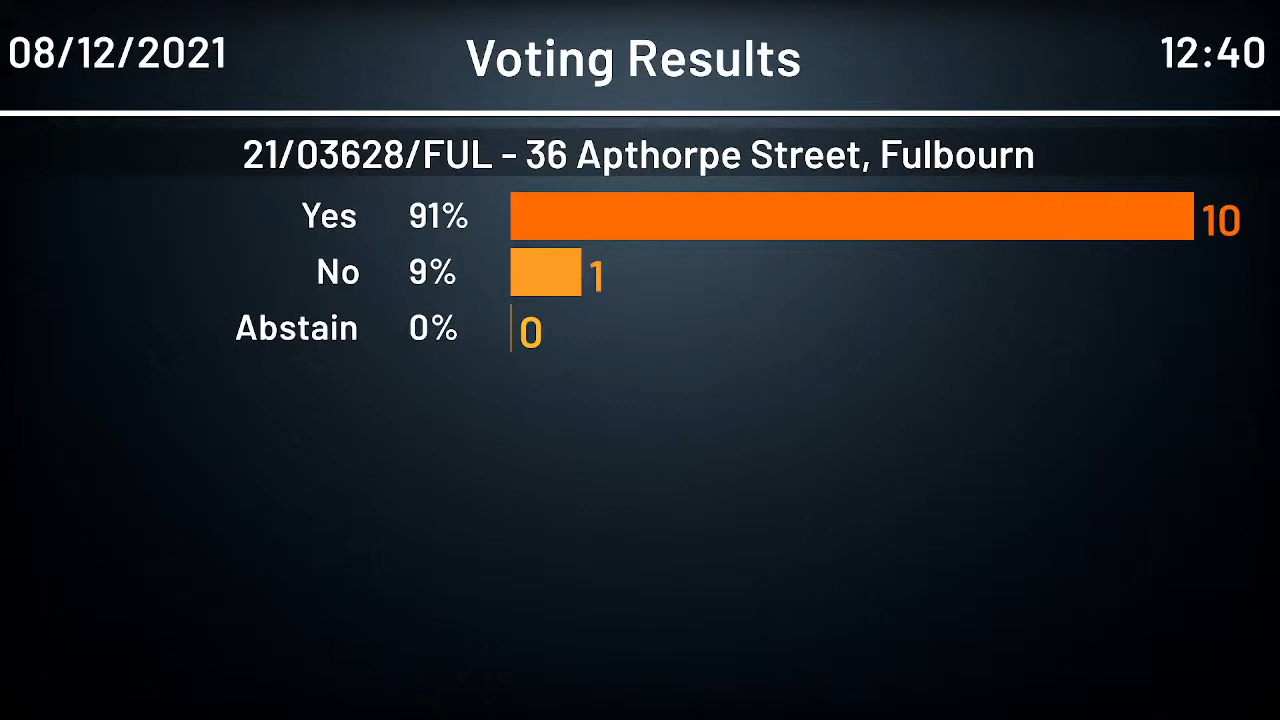 08/12/2021 Voting Results 12:40
21/03628/FUL - 36 Apthorpe Street, Fulbourn
Yes 91% 10
No 9% 1
Abstain 0% 0